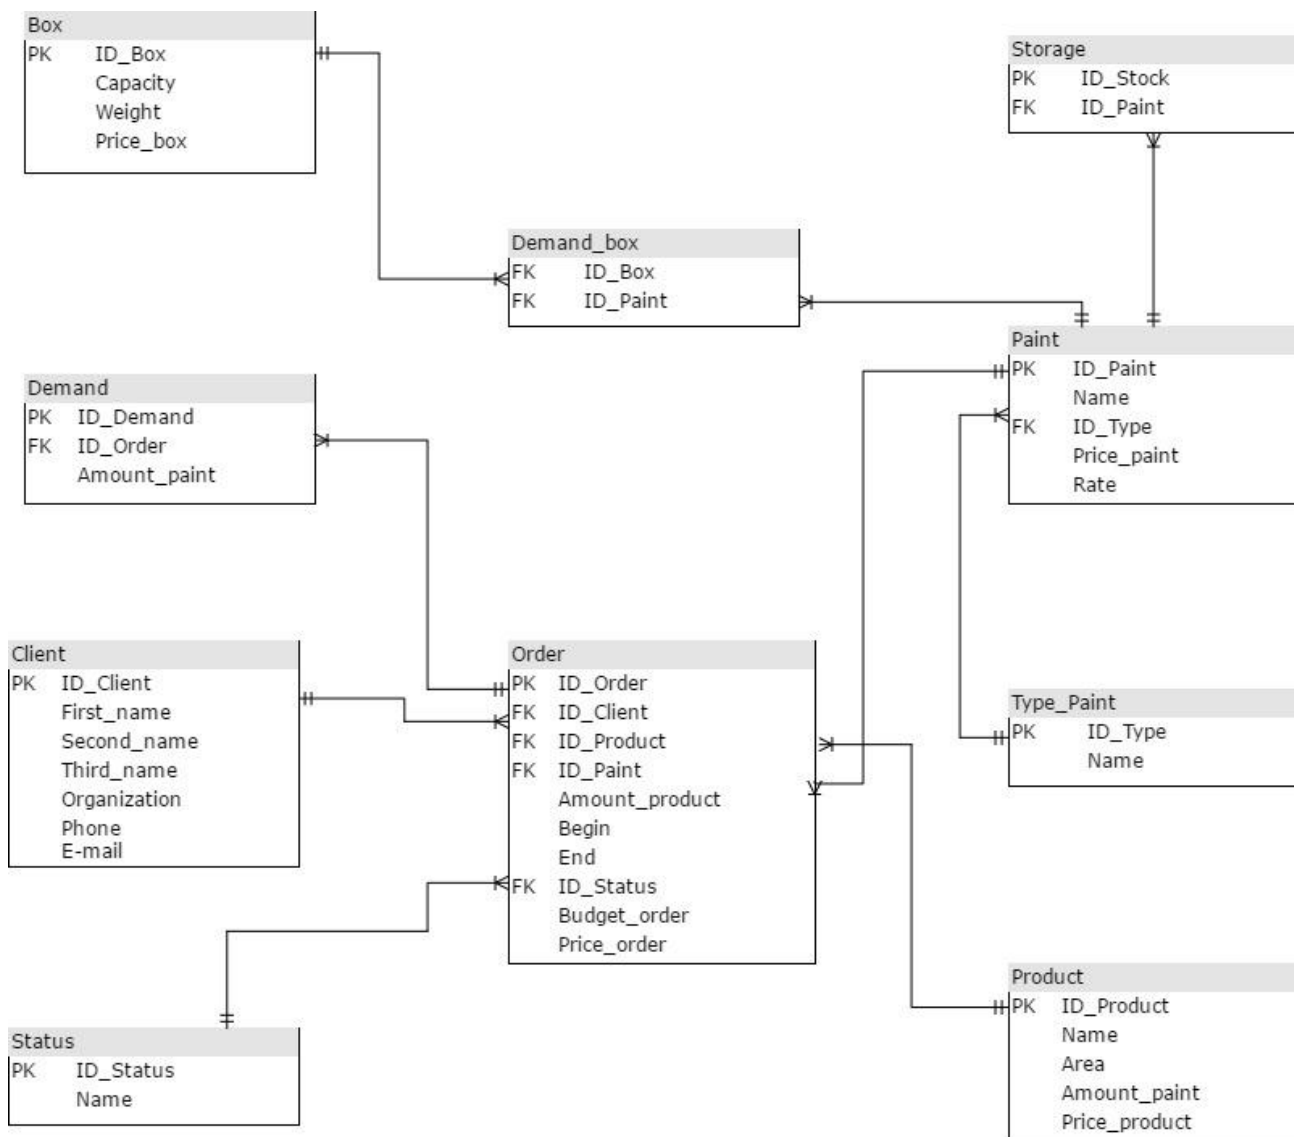 Box
PK ID_Box
Capacity
Weight
Price_box
Storage
PK ID_Stock
FK ID_Paint
Demand_box
FK ID_Box
FK ID_Paint
Paint
PK ID_Paint
Name
FK ID_Type
Price_paint
Rate
Demand
PK ID_Demand
FK ID_Order
Amount_paint
Client
PK ID_Client
First_name
Second_name
Third_name
Organization
Phone
E-mail
Order
PK ID_Order
FK ID_Client
FK ID_Product
FK ID_Paint
Amount_product
Begin
End
FK ID_Status
Budget_order
Price_order
Type_Paint
PK ID_Type
Name
Status
PK ID_Status
Name
Product
PK ID_Product
Name
Area
Amount_paint
Price_product